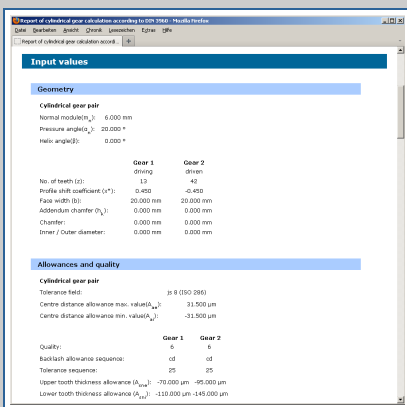 Report of cylindrical gear calculation according to DIN 3960 - Mozilla Firefox
Datei Bearbeiten Ansicht Chronik Lesezeichen Extras Hilfe
Report of cylindrical gear calculation accordi... +
Input values
Geometry
Cylindrical gear pair
Normal module(mn): 6.000 mm
Pressure angle(αn): 20.000 °
Helix angle(β): 0.000 °
Gear 1 Gear 2
driving driven
No. of teeth (z): 13 42
Profile shift coefficient (x*): 0.450 -0.450
Face width (b): 20.000 mm 20.000 mm
Addendum chamfer (hk): 0.000 mm 0.000 mm
Chamfer: 0.000 mm 0.000 mm
Inner / Outer diameter: 0.000 mm 0.000 mm
Allowances and quality
Cylindrical gear pair
Tolerance field: js 8 (ISO 286)
Centre distance allowance max. value(Aae): 31.500 µm
Centre distance allowance min. value(Aai): -31.500 µm
Gear 1 Gear 2
Quality: 6 6
Backlash allowance sequence: cd cd
Tolerance sequence: 25 25
Upper tooth thickness allowance (Asne): -70.000 µm -95.000 µm
Lower tooth thickness allowance (Asni): -110.000 µm -145.000 µm